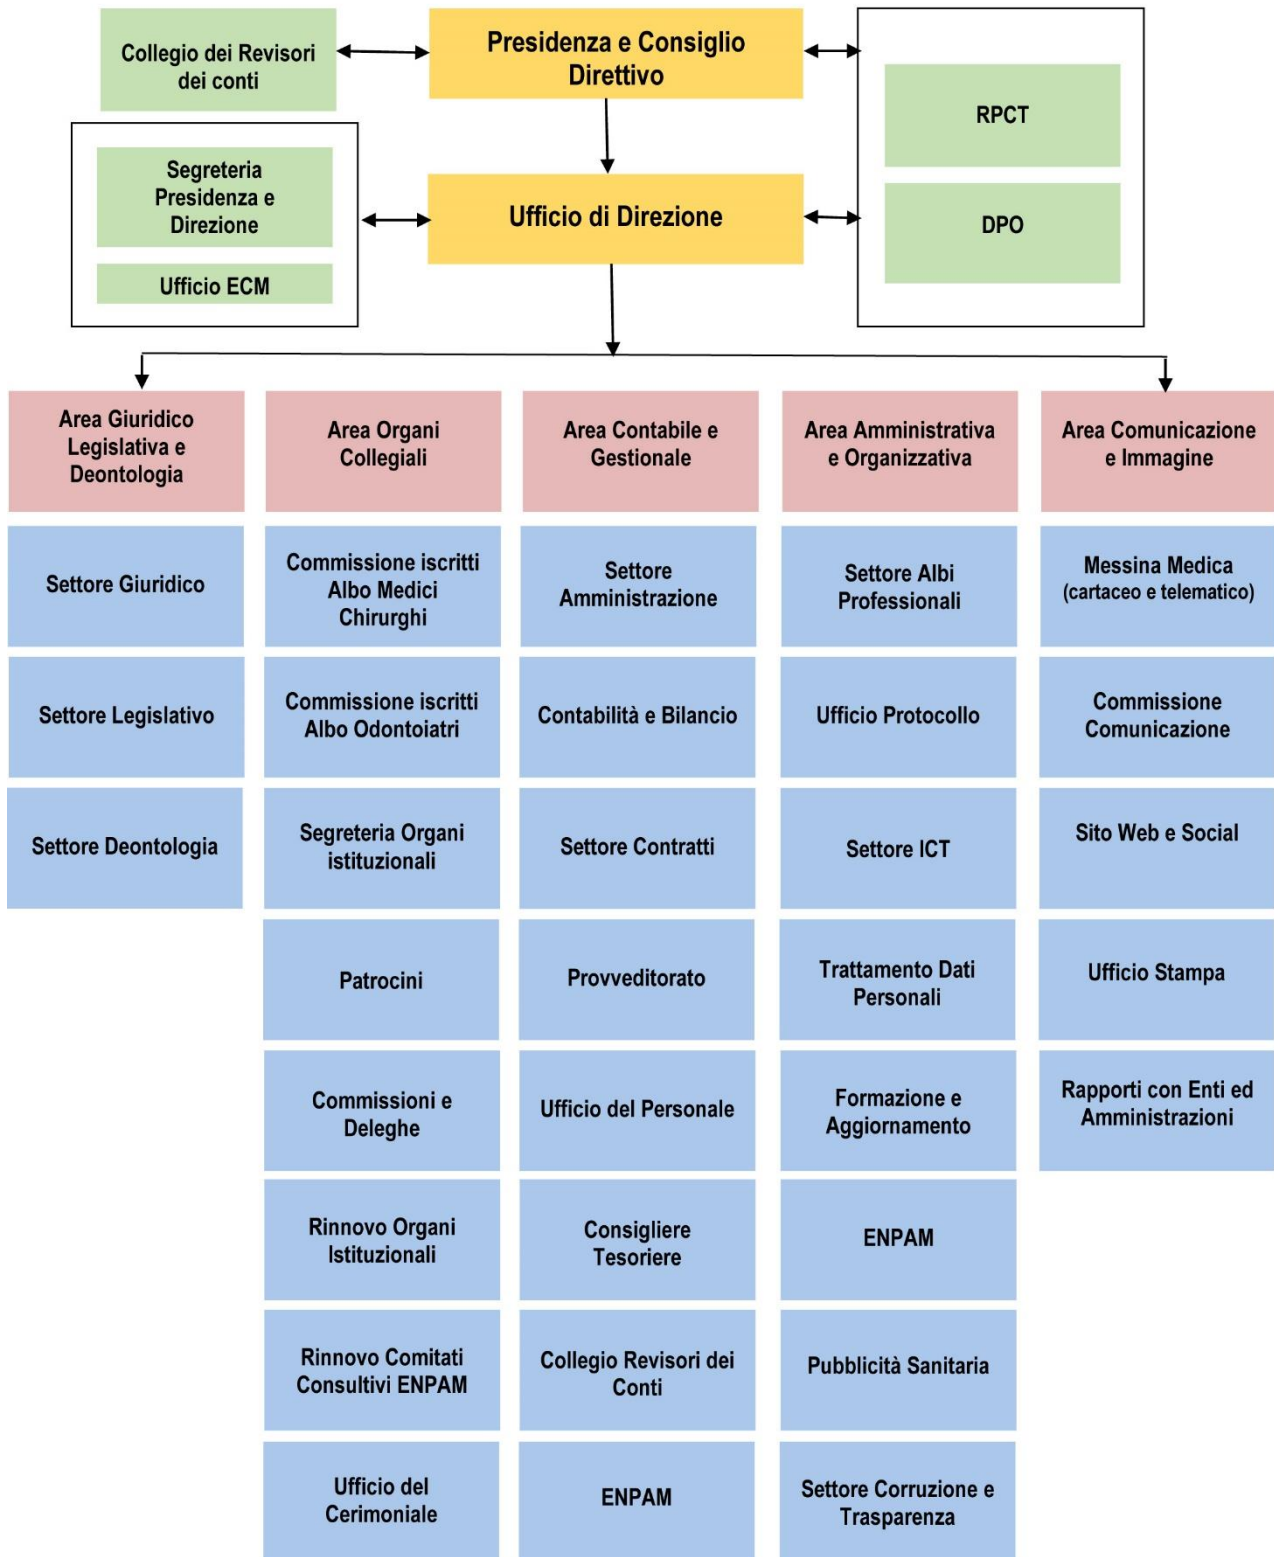 Collegio dei Revisori
dei conti
Presidenza e Consiglio
Direttivo
RPCT
DPO
Segreteria
Presidenza e
Direzione
Ufficio ECM
Ufficio di Direzione
Area Giuridico
Legislativa e
Deontologia
Settore Giuridico
Settore Legislativo
Settore Deontologia
Area Organi
Collegiali
Commissione iscritti
Albo Medici
Chirurghi
Commissione iscritti
Albo Odontoiatri
Segreteria Organi
istituzionali
Patrocini
Commissioni e
Deleghe
Rinnovo Organi
Istituzionali
Rinnovo Comitati
Consultivi ENPAM
Ufficio del
Cerimoniale
Area Contabile e
Gestionale
Settore
Amministrazione
Contabilità e Bilancio
Settore Contratti
Provveditorato
Ufficio del Personale
Consigliere
Tesoriere
Collegio Revisori dei
Conti
ENPAM
Area Amministrativa
e Organizzativa
Settore Albi
Professionali
Ufficio Protocollo
Settore ICT
Trattamento Dati
Personali
Formazione e
Aggiornamento
ENPAM
Pubblicità Sanitaria
Settore Corruzione e
Trasparenza
Area Comunicazione
e Immagine
Messina Medica
(cartaceo e telematico)
Commissione
Comunicazione
Sito Web e Social
Ufficio Stampa
Rapporti con Enti ed
Amministrazioni